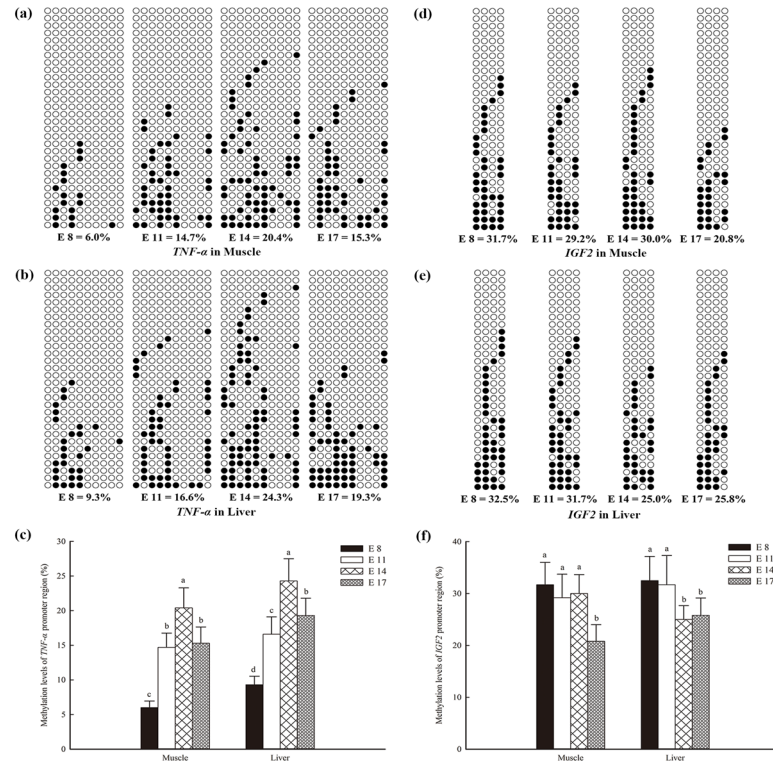 (a)
E 8 = 6.0% E 11 = 14.7% E 14 = 20.4% E 17 = 15.3%
TNF-α in Muscle
(d)
E 8 = 31.7% E 11 = 29.2% E 14 = 30.0% E 17 = 20.8%
IGF2 in Muscle
(b)
E 8 = 9.3% E 11 = 16.6% E 14 = 24.3% E 17 = 19.3%
TNF-α in Liver
(e)
E 8 = 32.5% E 11 = 31.7% E 14 = 25.0% E 17 = 25.8%
IGF2 in Liver
(c)
Methylation levels of TNF-α promoter region (%)
30
25
20
15
10
5
0
c b a b
d c a b
E 8
E 11
E 14
E 17
Muscle Liver
(f)
Methylation levels of IGF2 promoter region (%)
40
30
20
10
0
a a a b
a a b b
E 8
E 11
E 14
E 17
Muscle Liver